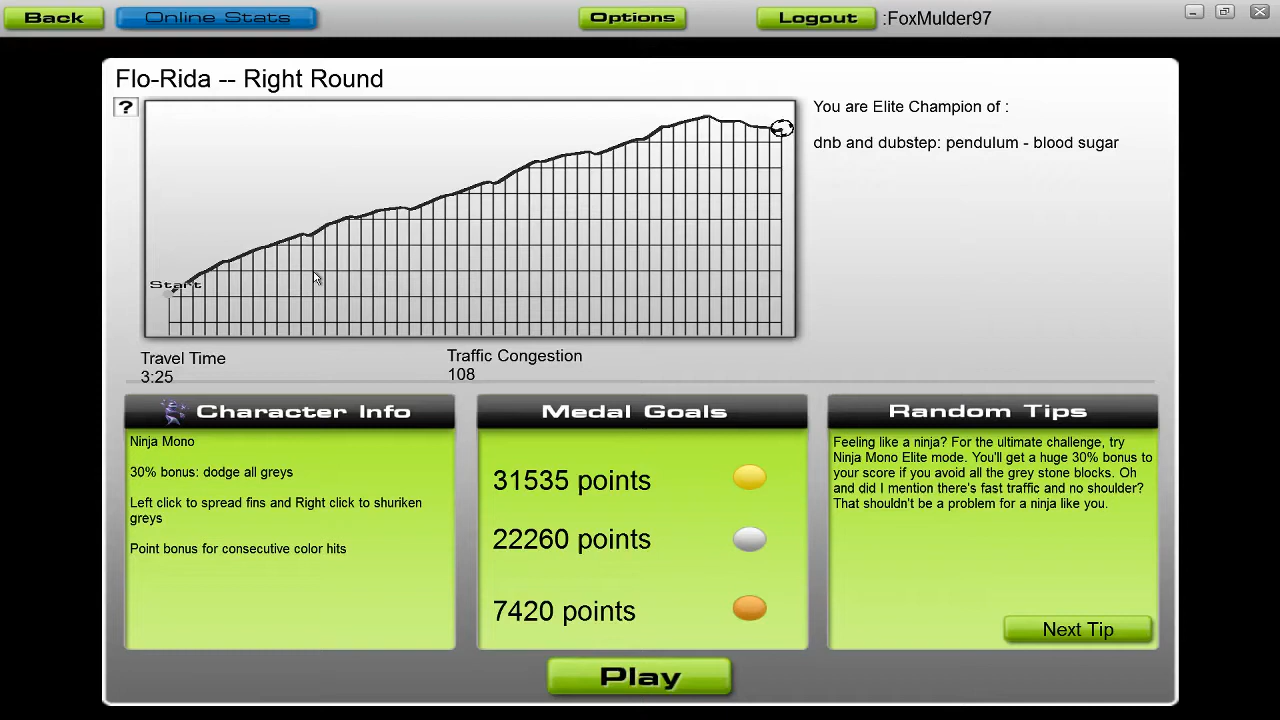 Back
Online Stats
Options
Logout
:FoxMulder97
Flo-Rida -- Right Round
?
You are Elite Champion of :
dnb and dubstep: pendulum - blood sugar
Start
Travel Time
3:25
Traffic Congestion
108
Character Info
Ninja Mono
30% bonus: dodge all greys
Left click to spread fins and Right click to shuriken
greys
Point bonus for consecutive color hits
Medal Goals
31535 points
22260 points
7420 points
Random Tips
Feeling like a ninja? For the ultimate challenge, try
Ninja Mono Elite mode. You'll get a huge 30% bonus to
your score if you avoid all the grey stone blocks. Oh
and did I mention there's fast traffic and no shoulder?
That shouldn't be a problem for a ninja like you.
Next Tip
Play